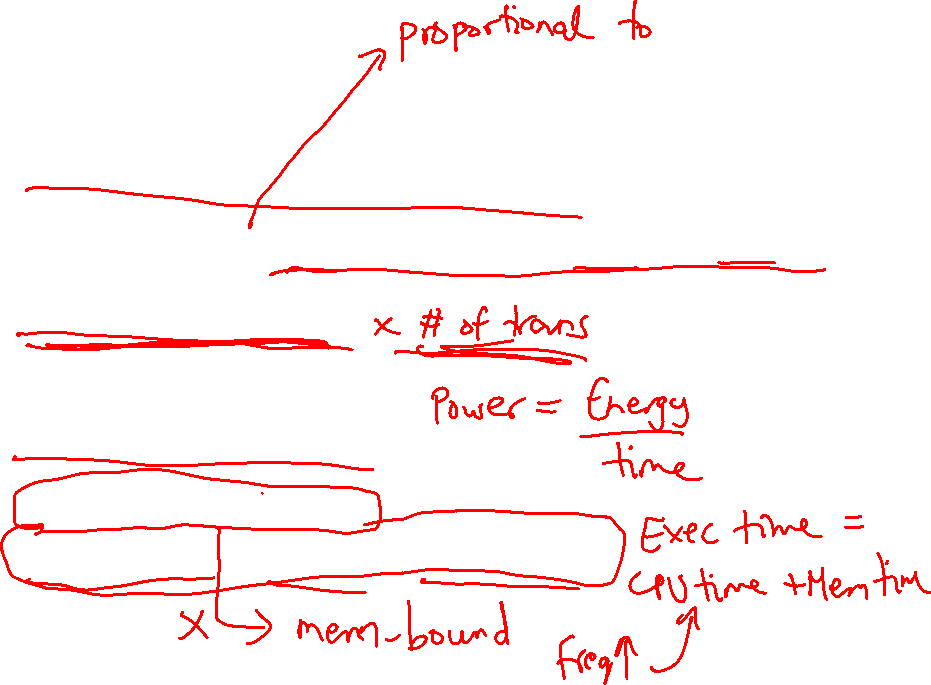 proportional to
x # of trans
Power = Energy
time
Exec time =
CPU time + Mem tim
X → mem-bound
Freq↑